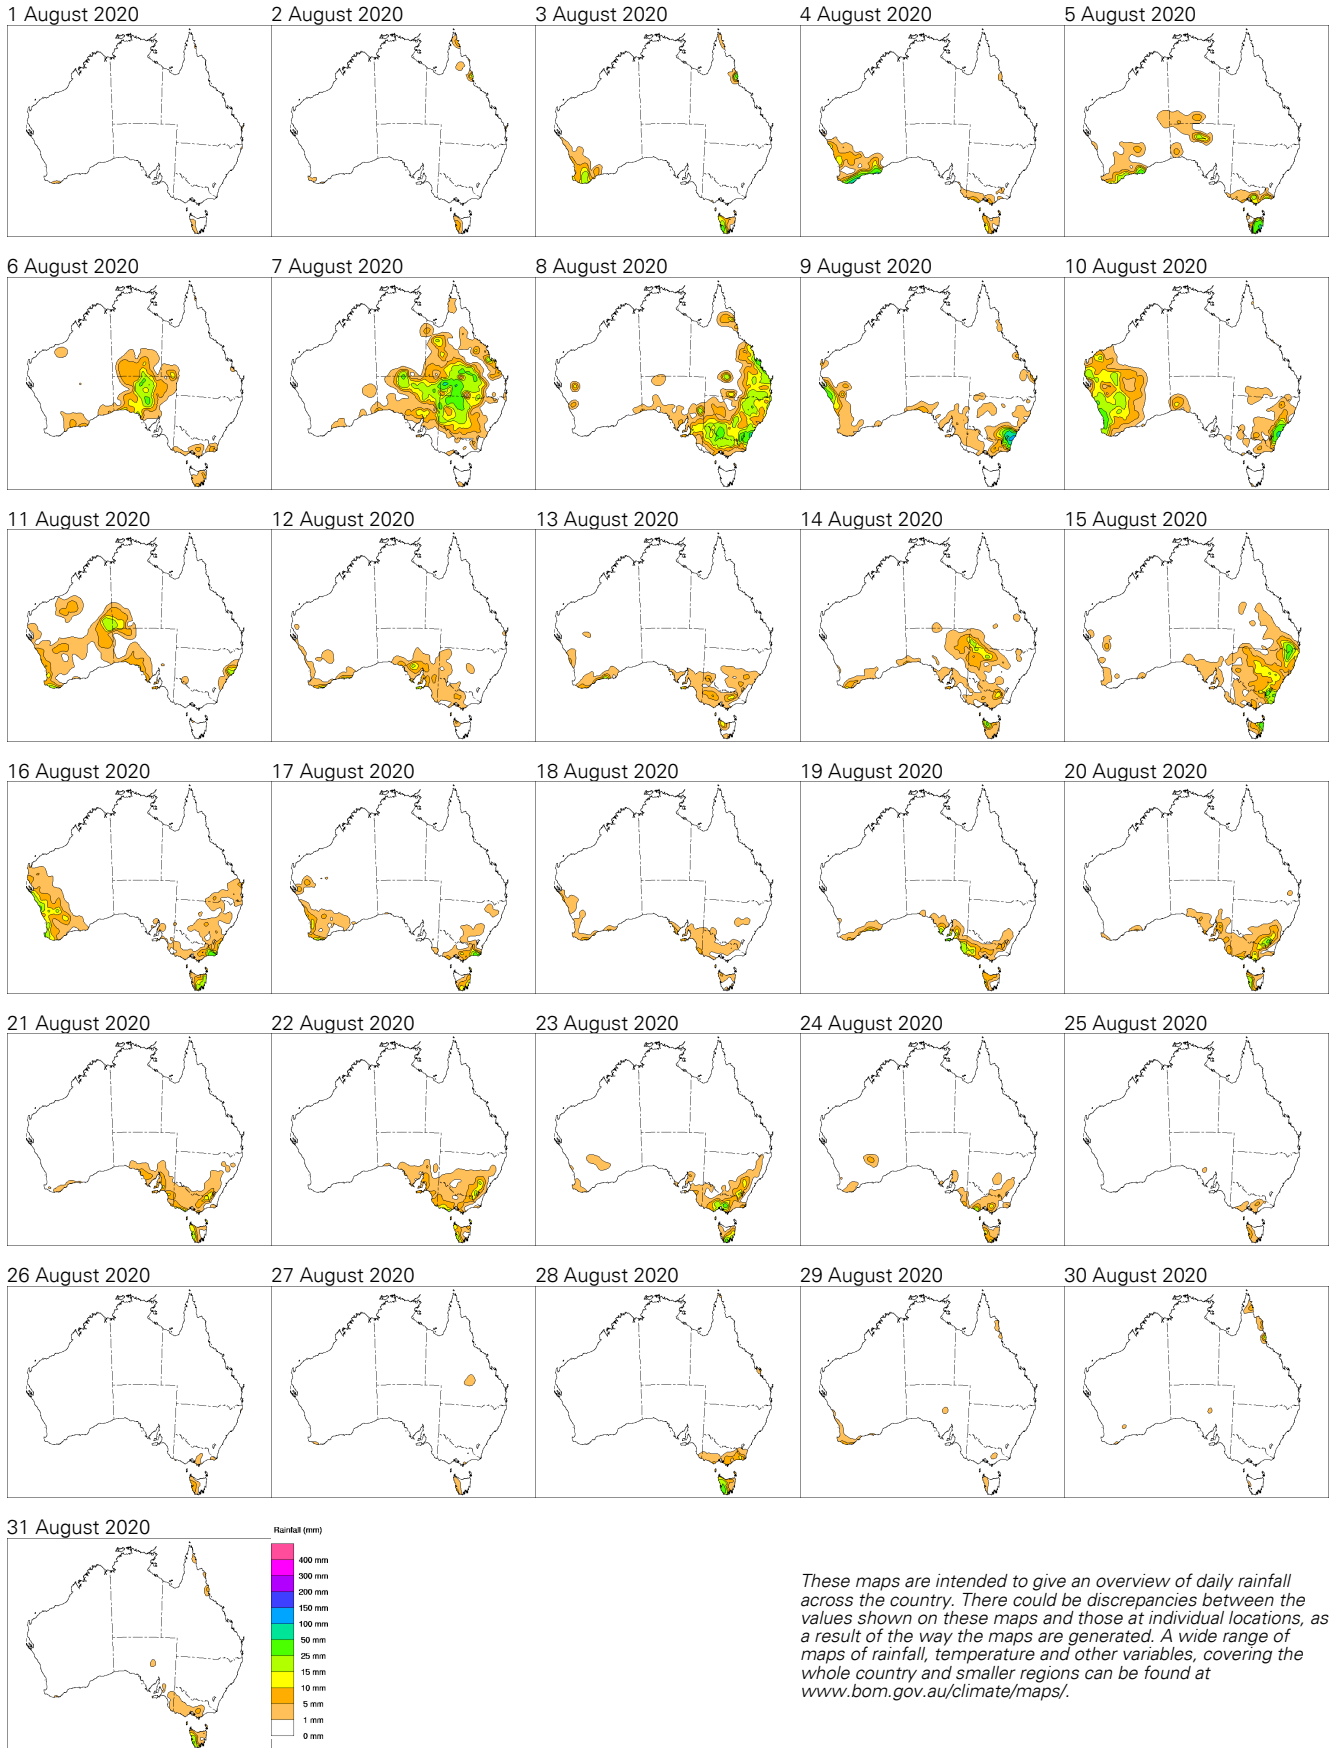 1 August 2020
2 August 2020
3 August 2020
4 August 2020
5 August 2020
6 August 2020
7 August 2020
8 August 2020
9 August 2020
10 August 2020
11 August 2020
12 August 2020
13 August 2020
14 August 2020
15 August 2020
16 August 2020
17 August 2020
18 August 2020
19 August 2020
20 August 2020
21 August 2020
22 August 2020
23 August 2020
24 August 2020
25 August 2020
26 August 2020
27 August 2020
28 August 2020
29 August 2020
30 August 2020
31 August 2020
Rainfall (mm)
400 mm
300 mm
200 mm
150 mm
100 mm
50 mm
25 mm
15 mm
10 mm
5 mm
1 mm
0 mm
These maps are intended to give an overview of daily rainfall
across the country. There could be discrepancies between the
values shown on these maps and those at individual locations, as
a result of the way the maps are generated. A wide range of
maps of rainfall, temperature and other variables, covering the
whole country and smaller regions can be found at
www.bom.gov.au/climate/maps/.